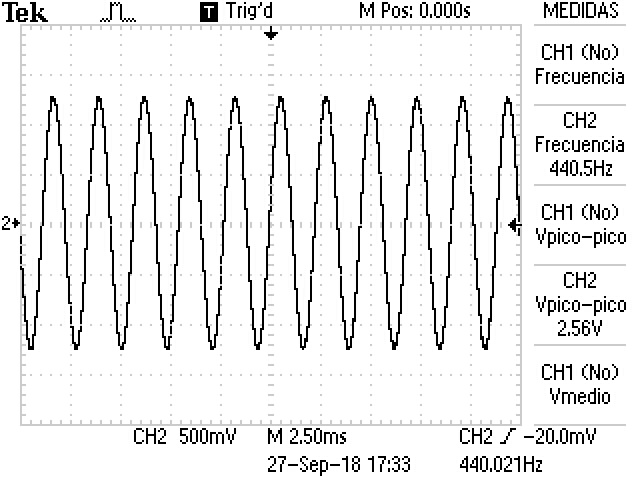 Tek T Trig'd M Pos: 0.000s MEDIDAS
CH1 (No)
Frecuencia
CH2
Frecuencia
440.5Hz
CH1 (No)
Vpico-pico
2
CH2
Vpico-pico
2.56V
CH1 (No)
Vmedio
CH2 500mV M 2.50ms CH2 -20.0mV
27-Sep-18 17:33 440.021Hz